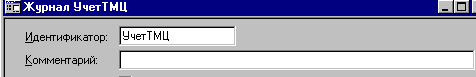 Журнал УчетТМЦ
Идентификатор: УчетТМЦ
Комментарий: